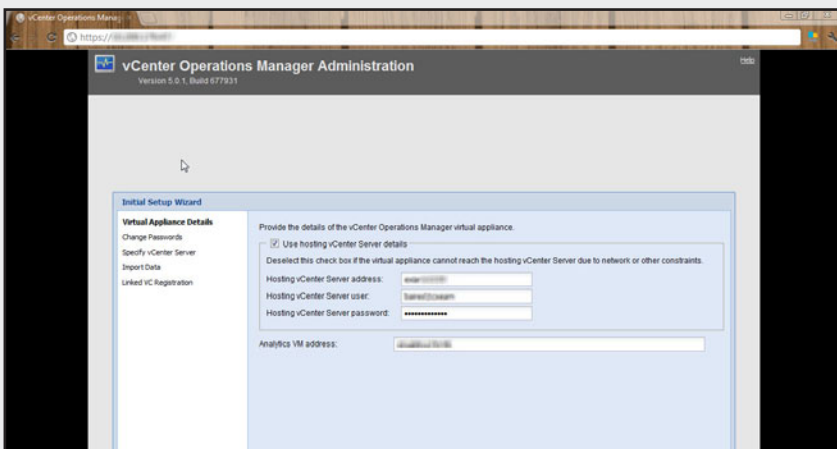 vCenter Operations Mana
https://
vCenter Operations Manager Administration
Help
Version 5.0.1, Build 677931
Initial Setup Wizard
Virtual Appliance Details
Change Passwords
Specify vCenter Server
Import Data
Linked VC Registration
Provide the details of the vCenter Operations Manager virtual appliance.
Use hosting vCenter Server details
Deselect this check box if the virtual appliance cannot reach the hosting vCenter Server due to network or other constraints.
Hosting vCenter Server address:
Hosting vCenter Server user:
Hosting vCenter Server password:
Analytics VM address: